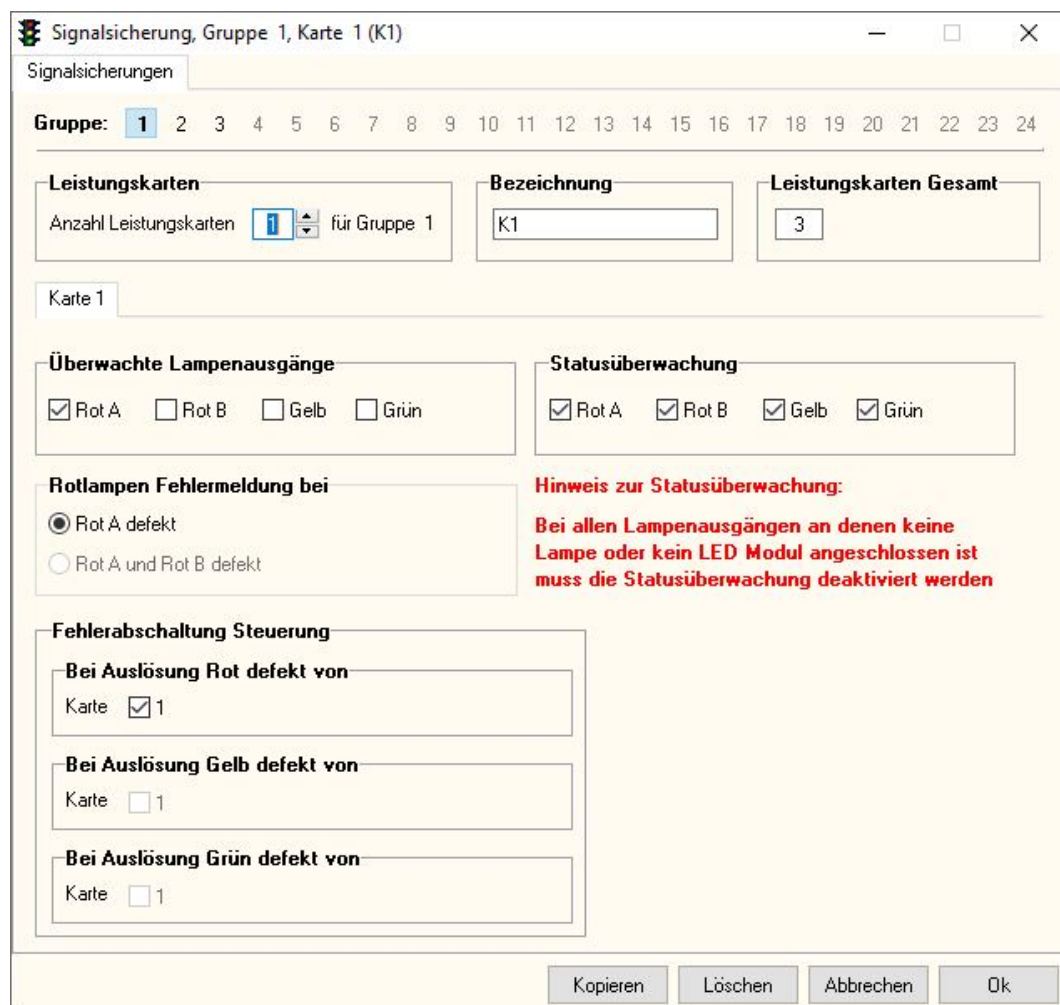 Signalsicherung, Gruppe 1, Karte 1 (K1)
Signalsicherungen
Gruppe: 1 2 3 4 5 6 7 8 9 10 11 12 13 14 15 16 17 18 19 20 21 22 23 24
Leistungskarten
Anzahl Leistungskarten 1 für Gruppe 1
Bezeichnung
K1
Leistungskarten Gesamt
3
Karte 1
Überwachte Lampenausgänge
Rot A Rot B Gelb Grün
Statusüberwachung
Rot A Rot B Gelb Grün
Rotlampen Fehlermeldung bei
Rot A defekt
Rot A und Rot B defekt
Hinweis zur Statusüberwachung:
Bei allen Lampenausgängen an denen keine
Lampe oder kein LED Modul angeschlossen ist
muss die Statusüberwachung deaktiviert werden
Fehlerabschaltung Steuerung
Bei Auslösung Rot defekt von
Karte 1
Bei Auslösung Gelb defekt von
Karte 1
Bei Auslösung Grün defekt von
Karte 1
Kopieren Löschen Abbrechen Ok